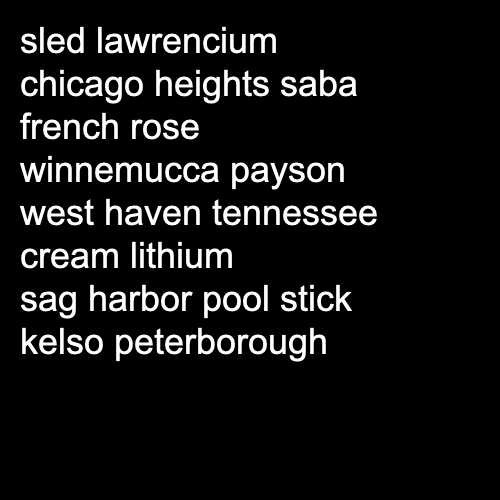 sled lawrencium
chicago heights saba
french rose
winnemucca payson
west haven tennessee
cream lithium
sag harbor pool stick
kelso peterborough